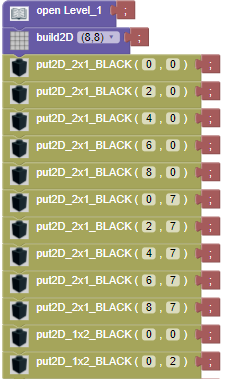 open Level_1 ;
build2D (8,8) ;
put2D_2x1_BLACK ( 0 , 0 ) ;
put2D_2x1_BLACK ( 2 , 0 ) ;
put2D_2x1_BLACK ( 4 , 0 ) ;
put2D_2x1_BLACK ( 6 , 0 ) ;
put2D_2x1_BLACK ( 8 , 0 ) ;
put2D_2x1_BLACK ( 0 , 7 ) ;
put2D_2x1_BLACK ( 2 , 7 ) ;
put2D_2x1_BLACK ( 4 , 7 ) ;
put2D_2x1_BLACK ( 6 , 7 ) ;
put2D_2x1_BLACK ( 8 , 7 ) ;
put2D_1x2_BLACK ( 0 , 0 ) ;
put2D_1x2_BLACK ( 0 , 2 ) ;